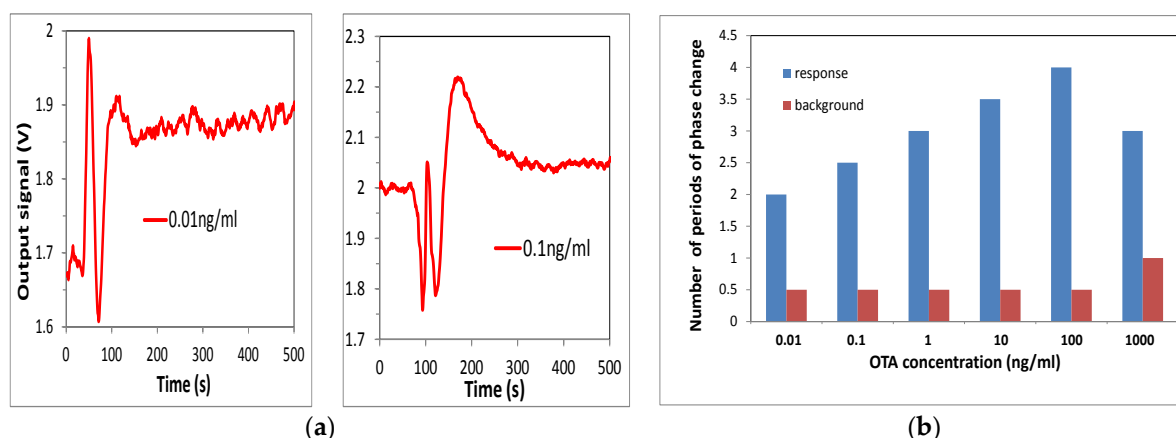 Output signal (V)
2
1.9
1.8
1.7
1.6
0.01ng/ml
0 100 200 300 400 500
Time (s)
2.3
2.2
2.1
2
1.9
1.8
1.7
0.1ng/ml
0 100 200 300 400 500
Time (s)
(a)
Number of periods of phase change
4.5
4
3.5
3
2.5
2
1.5
1
0.5
0
response
background
0.01 0.1 1 10 100 1000
OTA concentration (ng/ml)
(b)